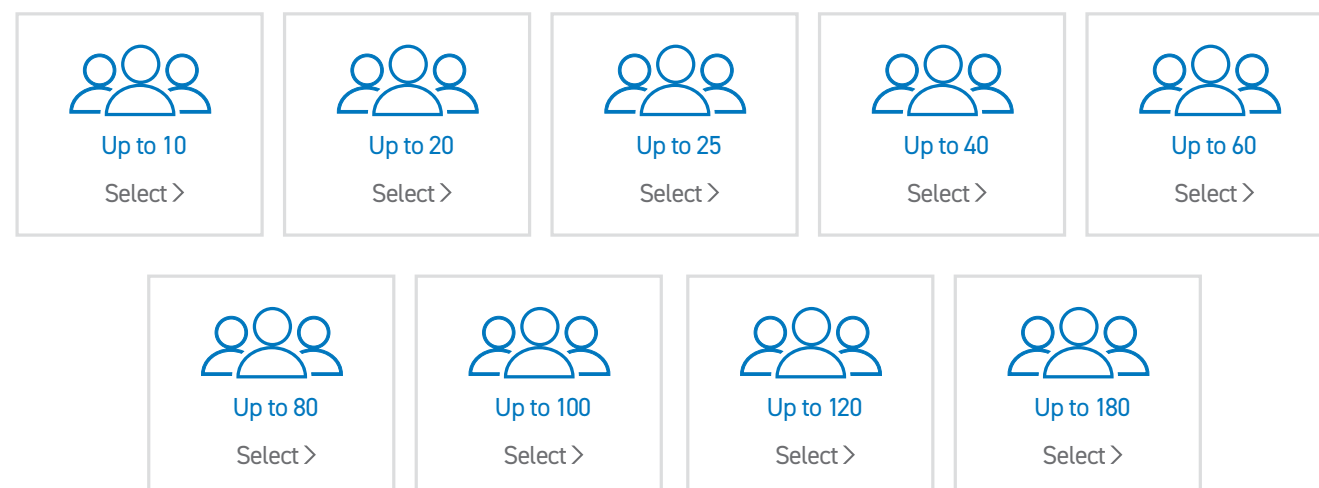 Up to 10
Select >
Up to 20
Select >
Up to 25
Select >
Up to 40
Select >
Up to 60
Select >
Up to 80
Select >
Up to 100
Select >
Up to 120
Select >
Up to 180
Select >